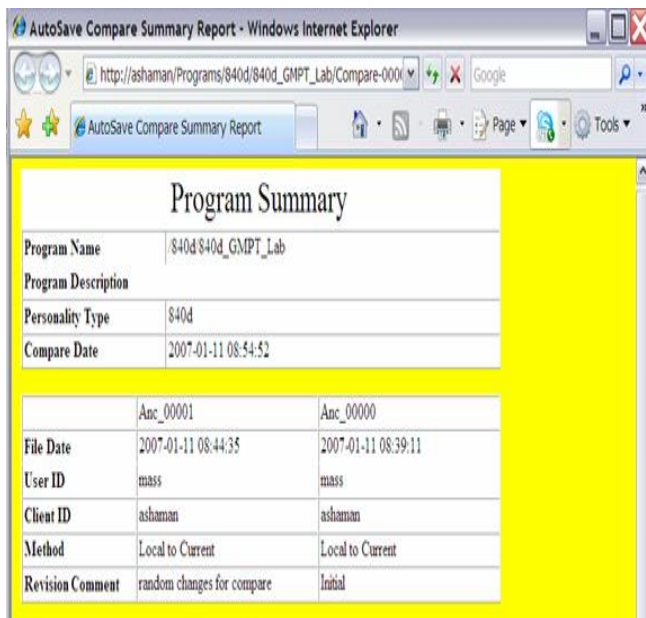 AutoSave Compare Summary Report - Windows Internet Explorer
http://ashaman/Programs/840d/840d_GMPT_Lab/Compare-000 Google
AutoSave Compare Summary Report Page Tools
Program Summary
Program Name /840d/840d_GMPT_Lab
Program Description
Personality Type 840d
Compare Date 2007-01-11 08:54:52
Anc_00001 Anc_00000
File Date 2007-01-11 08:44:35 2007-01-11 08:39:11
User ID mass mass
Client ID ashaman ashaman
Method Local to Current Local to Current
Revision Comment random changes for compare Initial